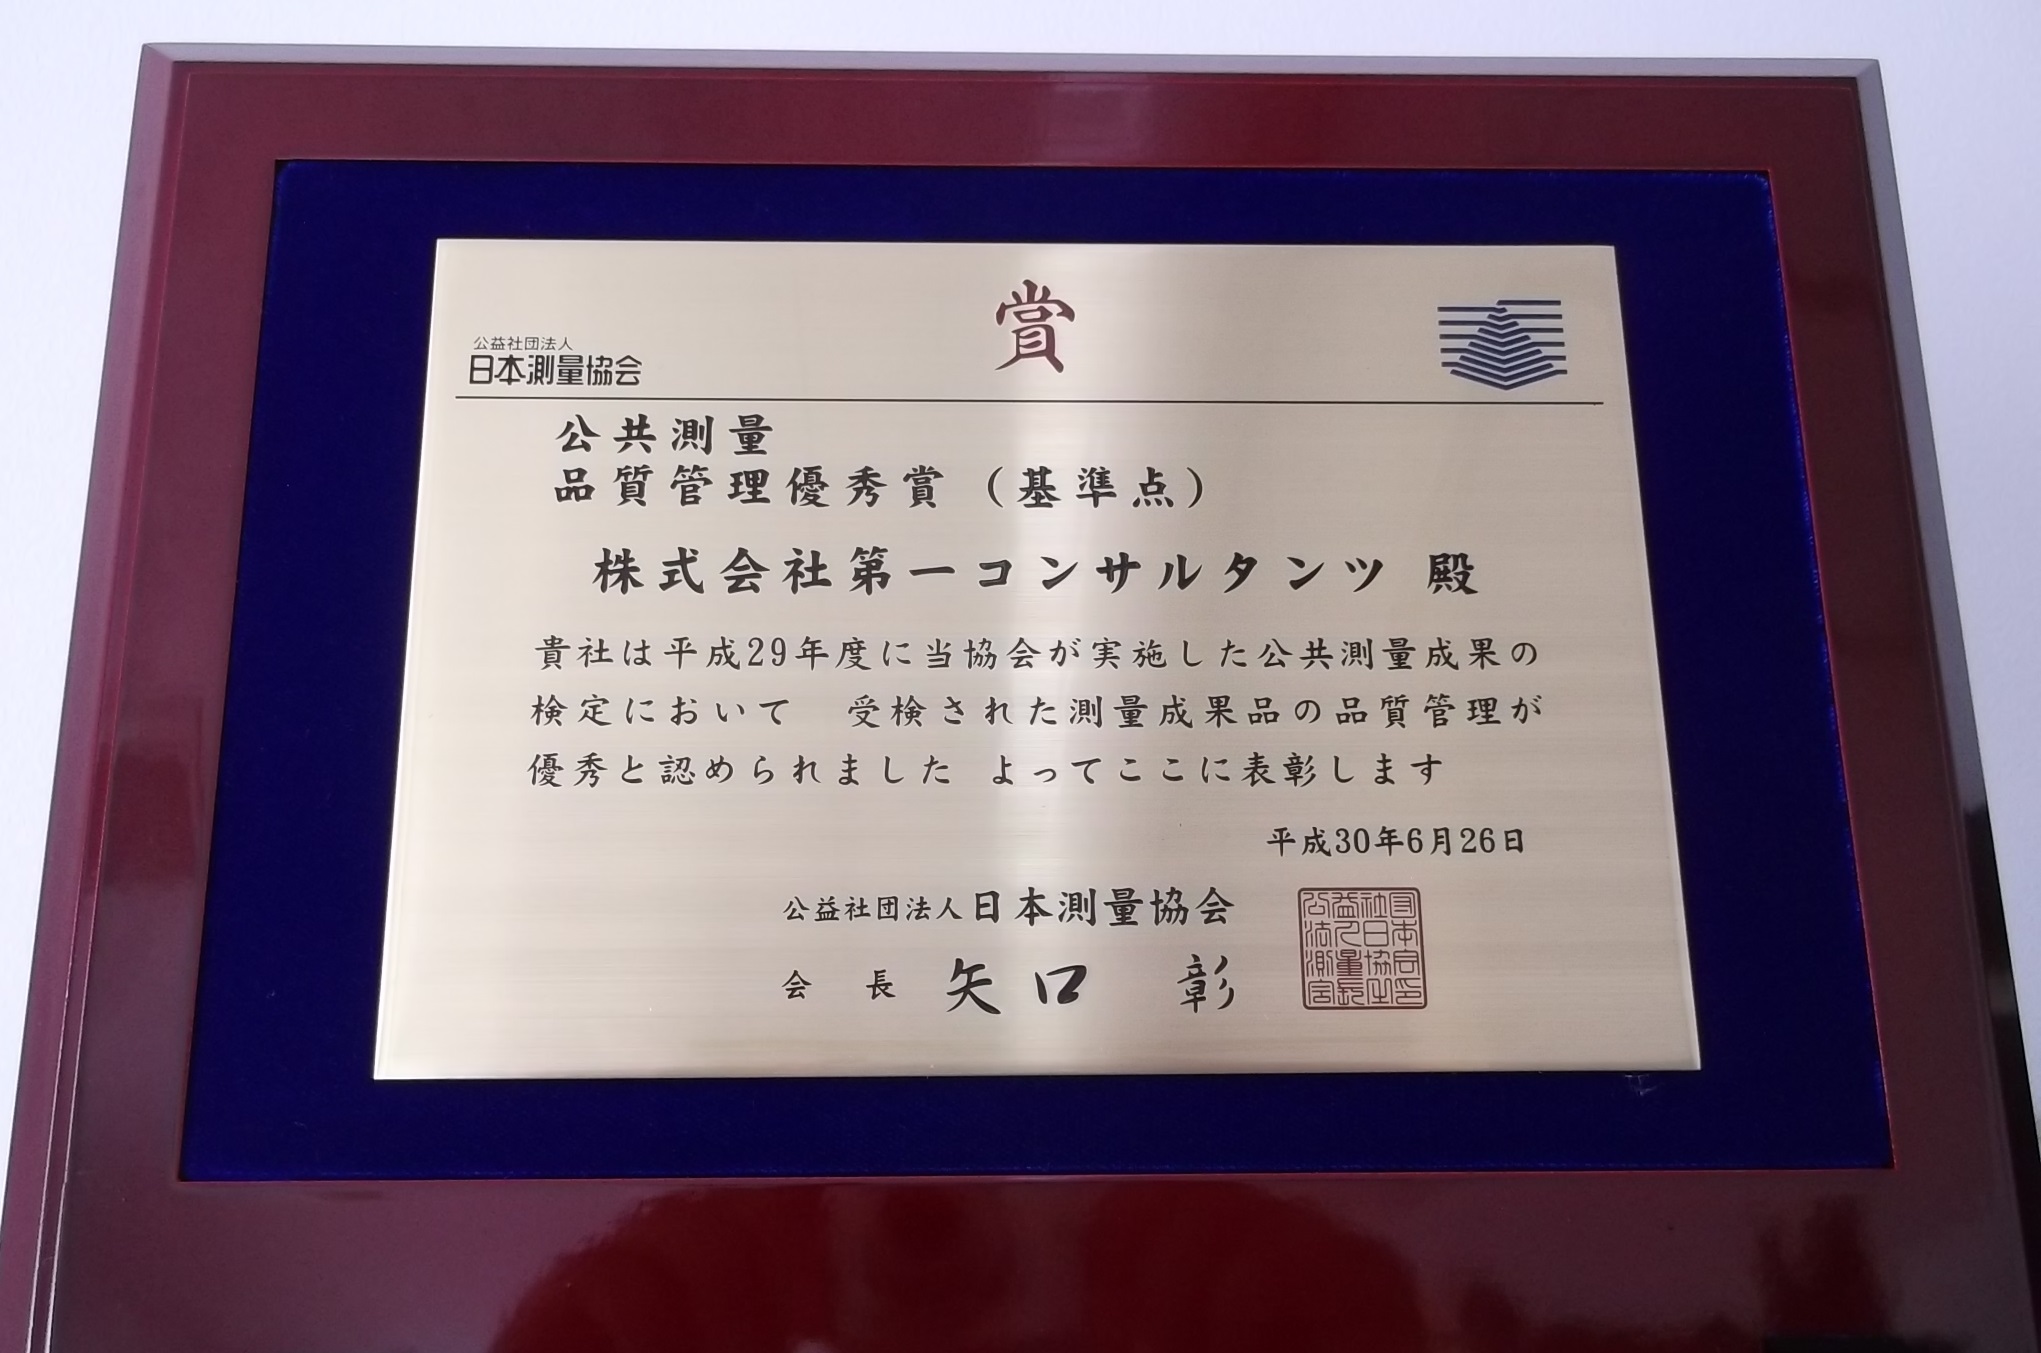 賞
公益社団法人
日本測量協会
公共測量
品質管理優秀賞（基準点）
株式会社第一コンサルタンツ 殿
貴社は平成29年度に当協会が実施した公共測量成果の
検定において　受検された測量成果品の品質管理が
優秀と認められました よってここに表彰します
平成30年6月26日
公益社団法人日本測量協会
会 長 矢口 彰